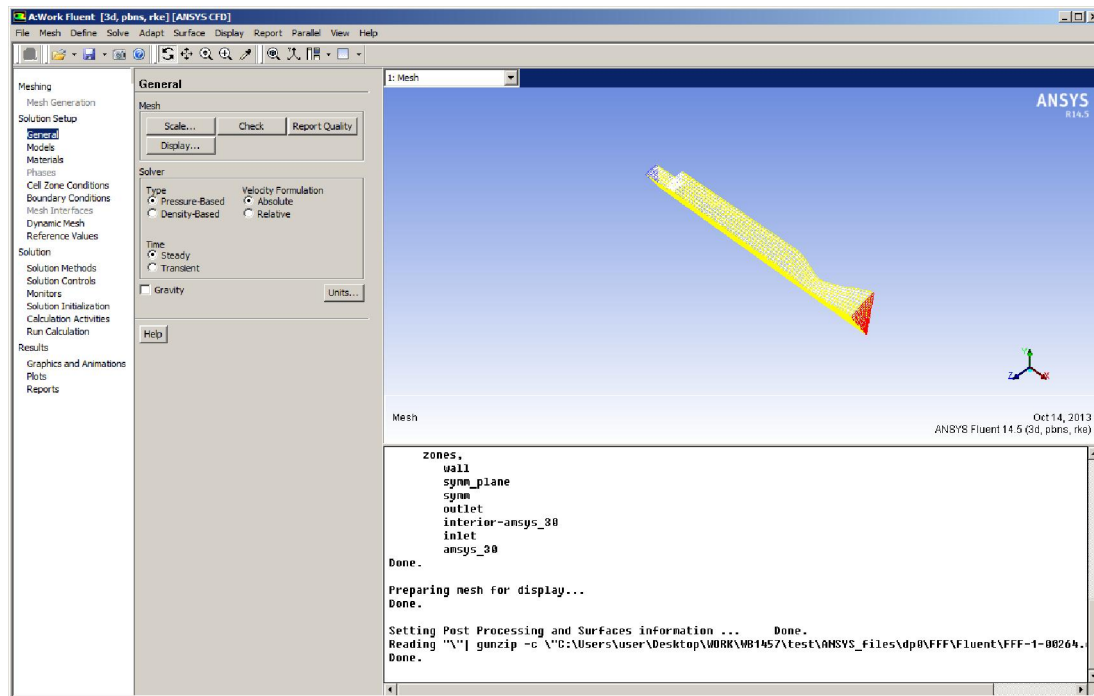 A:Work Fluent [3d, pbns, rke] [ANSYS CFD]
File Mesh Define Solve Adapt Surface Display Report Parallel View Help
Meshing
Mesh Generation
Solution Setup
General
Models
Materials
Phases
Cell Zone Conditions
Boundary Conditions
Mesh Interfaces
Dynamic Mesh
Reference Values
Solution
Solution Methods
Solution Controls
Monitors
Solution Initialization
Calculation Activities
Run Calculation
Results
Graphics and Animations
Plots
Reports
General
Mesh
Scale... Check Report Quality
Display...
Solver
Type Velocity Formulation
Pressure-Based Absolute
Density-Based Relative
Time
Steady
Transient
Gravity Units...
Help
1: Mesh
ANSYS
R14.5
Y
Z X
Mesh Oct 14, 2013
ANSYS Fluent 14.5 (3d, pbns, rke)
zones,
wall
symm_plane
symm
outlet
interior-amsys_30
inlet
amsys_30
Done.
Preparing mesh for display...
Done.
Setting Post Processing and Surfaces information ... Done.
Reading "\"| gunzip -c \"C:\Users\user\Desktop\WORK\WB1457\test\ANSYS_files\dp0\FFF\Fluent\FFF-1-00264.
Done.